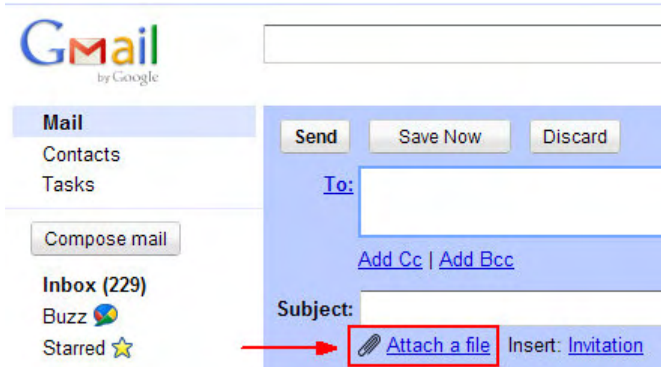 Gmail
by Google
Mail
Contacts
Tasks
Compose mail
Inbox (229)
Buzz
Starred
Send Save Now Discard
To:
Add Cc | Add Bcc
Subject:
Attach a file Insert: Invitation